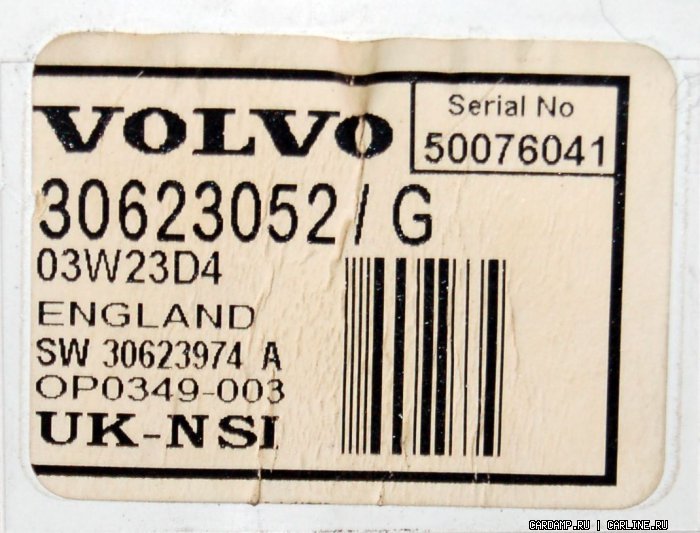 VOLVO
Serial No
50076041
30623052 / G
03W23D4
ENGLAND
SW 30623974 A
OP0349-003
UK-NSI
CARDAMP.RU | CARLINE.RU